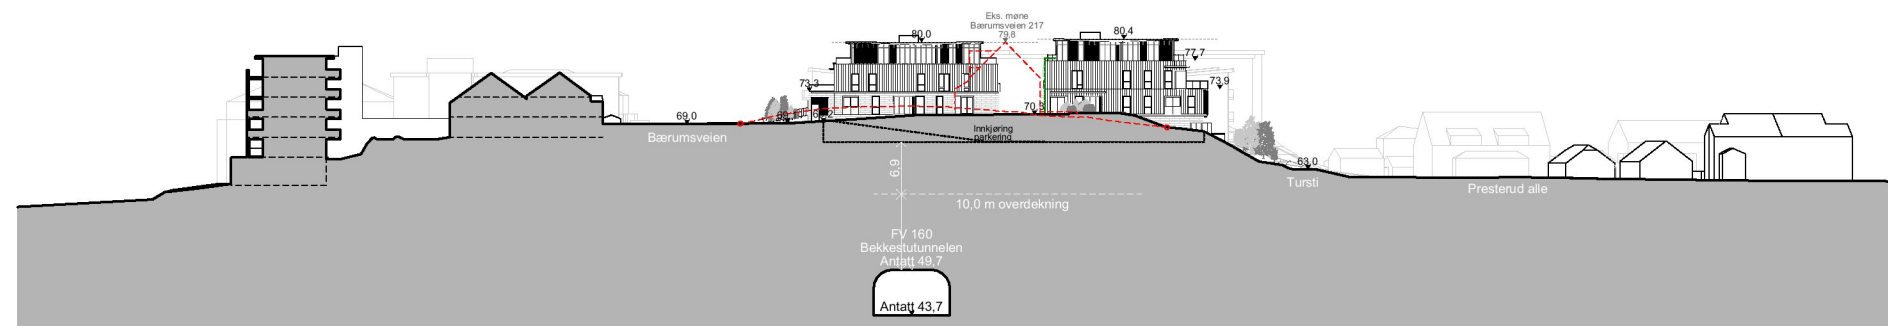 Eks. møne
Bærumsveien 217
79,8
80,0
80,4
77,7
73,3
73,9
69,0
70,3
Bærumsveien
Innkjøring
parkering
6,9
63,0
Tursti
Presterud alle
10,0 m overdekning
FV 160
Bekkestutunnelen
Antatt 49,7
Antatt 43,7